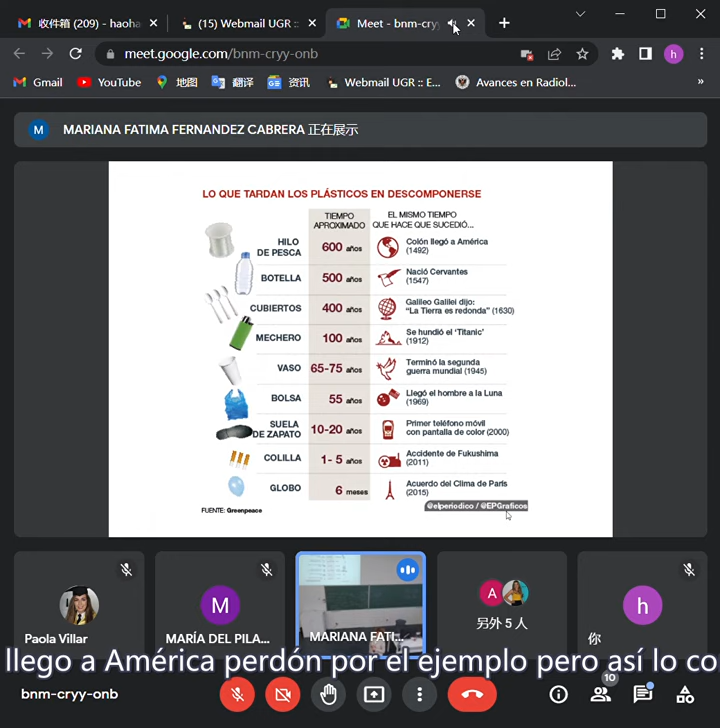 收件箱 (209) - haoha
(15) Webmail UGR ::
Meet - bnm-cry
meet.google.com/bnm-cryy-onb
h
Gmail
YouTube
地图
翻译
资讯
Webmail UGR :: E...
Avances en Radiol...
»
M
MARIANA FATIMA FERNANDEZ CABRERA 正在展示
LO QUE TARDAN LOS PLÁSTICOS EN DESCOMPONERSE
TIEMPO
APROXIMADO
EL MISMO TIEMPO
QUE HACE QUE SUCEDIÓ...
HILO
DE PESCA
600 años
Colón llegó a América
(1492)
BOTELLA
500 años
Nació Cervantes
(1547)
CUBIERTOS
400 años
Galileo Galilei dijo:
“La Tierra es redonda” (1630)
MECHERO
100 años
Se hundió el ‘Titanic’
(1912)
VASO
65-75 años
Terminó la segunda
guerra mundial (1945)
BOLSA
55 años
Llegó el hombre a la Luna
(1969)
SUELA
DE ZAPATO
10-20 años
Primer teléfono móvil
con pantalla de color (2000)
COLILLA
1- 5 años
Accidente de Fukushima
(2011)
GLOBO
6 meses
Acuerdo del Clima de París
(2015)
FUENTE: Greenpeace
@elperiodico / @EPGraficos
Paola Villar
M
MARÍA DEL PILA...
MARIANA FATI...
A
另外 5 人
h
你
llego a América perdón por el ejemplo pero así lo co
bnm-cryy-onb
10